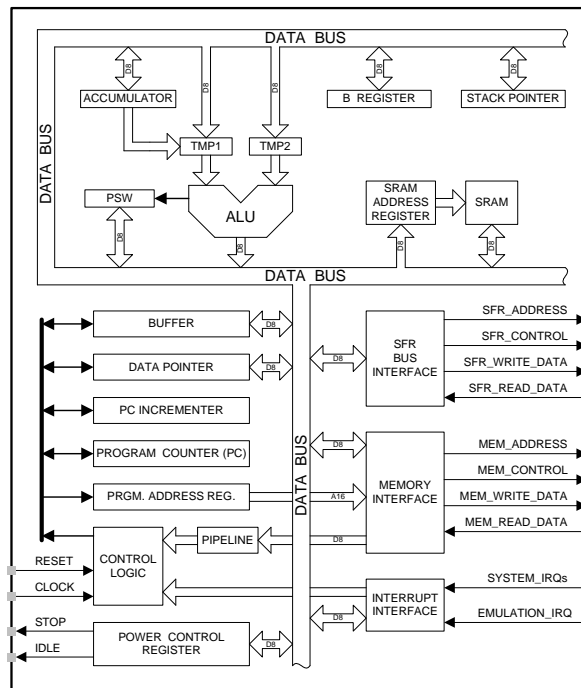 DATA BUS
D8
D8
D8
D8
D8
ACCUMULATOR
B REGISTER
STACK POINTER
DATA BUS
TMP1
TMP2
PSW
ALU
SRAM
ADDRESS
REGISTER
SRAM
D8
D8
D8
D8
DATA BUS
BUFFER
D8
DATA POINTER
D8
PC INCREMENTER
PROGRAM COUNTER (PC)
PRGM. ADDRESS REG.
A16
PIPELINE
D8
CONTROL
LOGIC
RESET
CLOCK
STOP
IDLE
POWER CONTROL
REGISTER
D8
DATA BUS
D8
SFR
BUS
INTERFACE
SFR_ADDRESS
SFR_CONTROL
SFR_WRITE_DATA
SFR_READ_DATA
D8
MEMORY
INTERFACE
MEM_ADDRESS
MEM_CONTROL
MEM_WRITE_DATA
MEM_READ_DATA
D8
INTERRUPT
INTERFACE
SYSTEM_IRQs
EMULATION_IRQ